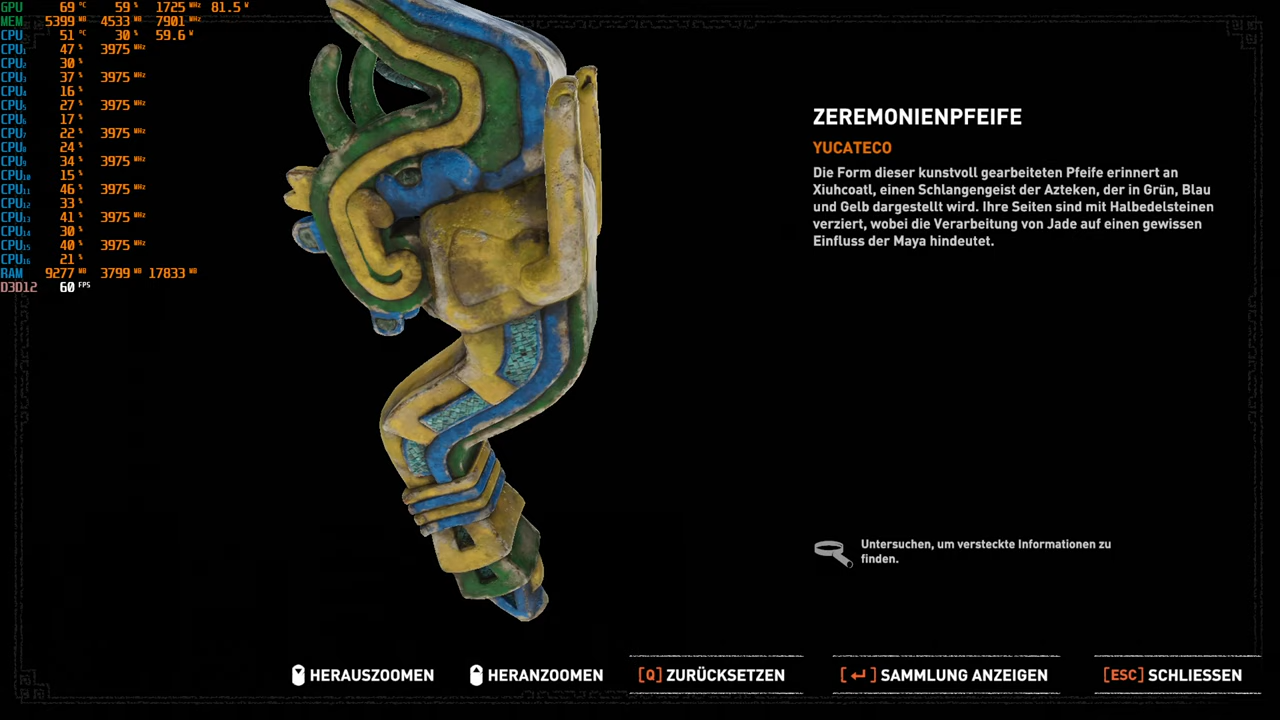 GPU 69 °C 59 % 1725 MHz 81.5 W
MEM 5399 MB 4533 MB 7901 MHz
CPU 51 °C 30 % 59.6 W
CPU1 47 % 3975 MHz
CPU2 30 %
CPU3 37 % 3975 MHz
CPU4 16 %
CPU5 27 % 3975 MHz
CPU6 17 %
CPU7 22 % 3975 MHz
CPU8 24 %
CPU9 34 % 3975 MHz
CPU10 15 %
CPU11 46 % 3975 MHz
CPU12 33 %
CPU13 41 % 3975 MHz
CPU14 30 %
CPU15 40 % 3975 MHz
CPU16 21 %
RAM 9277 MB 3799 MB 17833 MB
D3D12 60 FPS
ZEREMONIENPFEIFE
YUCATECO
Die Form dieser kunstvoll gearbeiteten Pfeife erinnert an
Xiuhcoatl, einen Schlangengeist der Azteken, der in Grün, Blau
und Gelb dargestellt wird. Ihre Seiten sind mit Halbedelsteinen
verziert, wobei die Verarbeitung von Jade auf einen gewissen
Einfluss der Maya hindeutet.
Untersuchen, um versteckte Informationen zu
finden.
HERAUSZOOMEN HERANZOOMEN [Q] ZURÜCKSETZEN [↵] SAMMLUNG ANZEIGEN [ESC] SCHLIESSEN